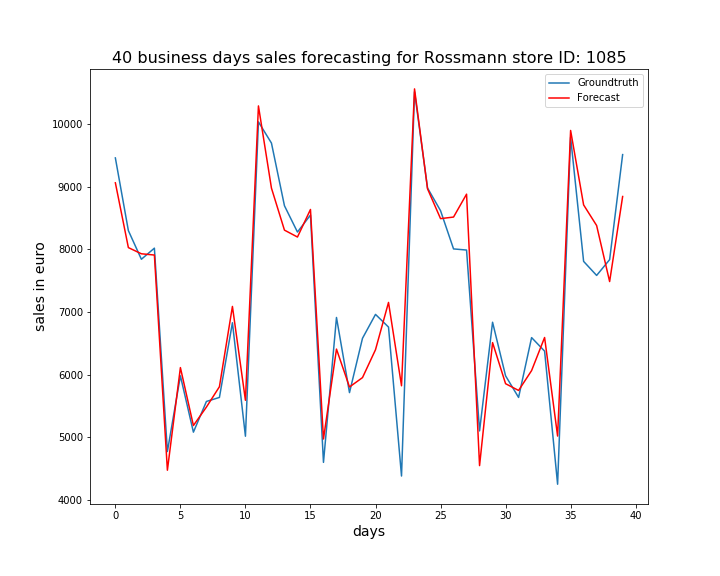 40 business days sales forecasting for Rossmann store ID: 1085
Groundtruth
Forecast
10000
9000
8000
7000
6000
5000
4000
sales in euro
0 5 10 15 20 25 30 35 40
days